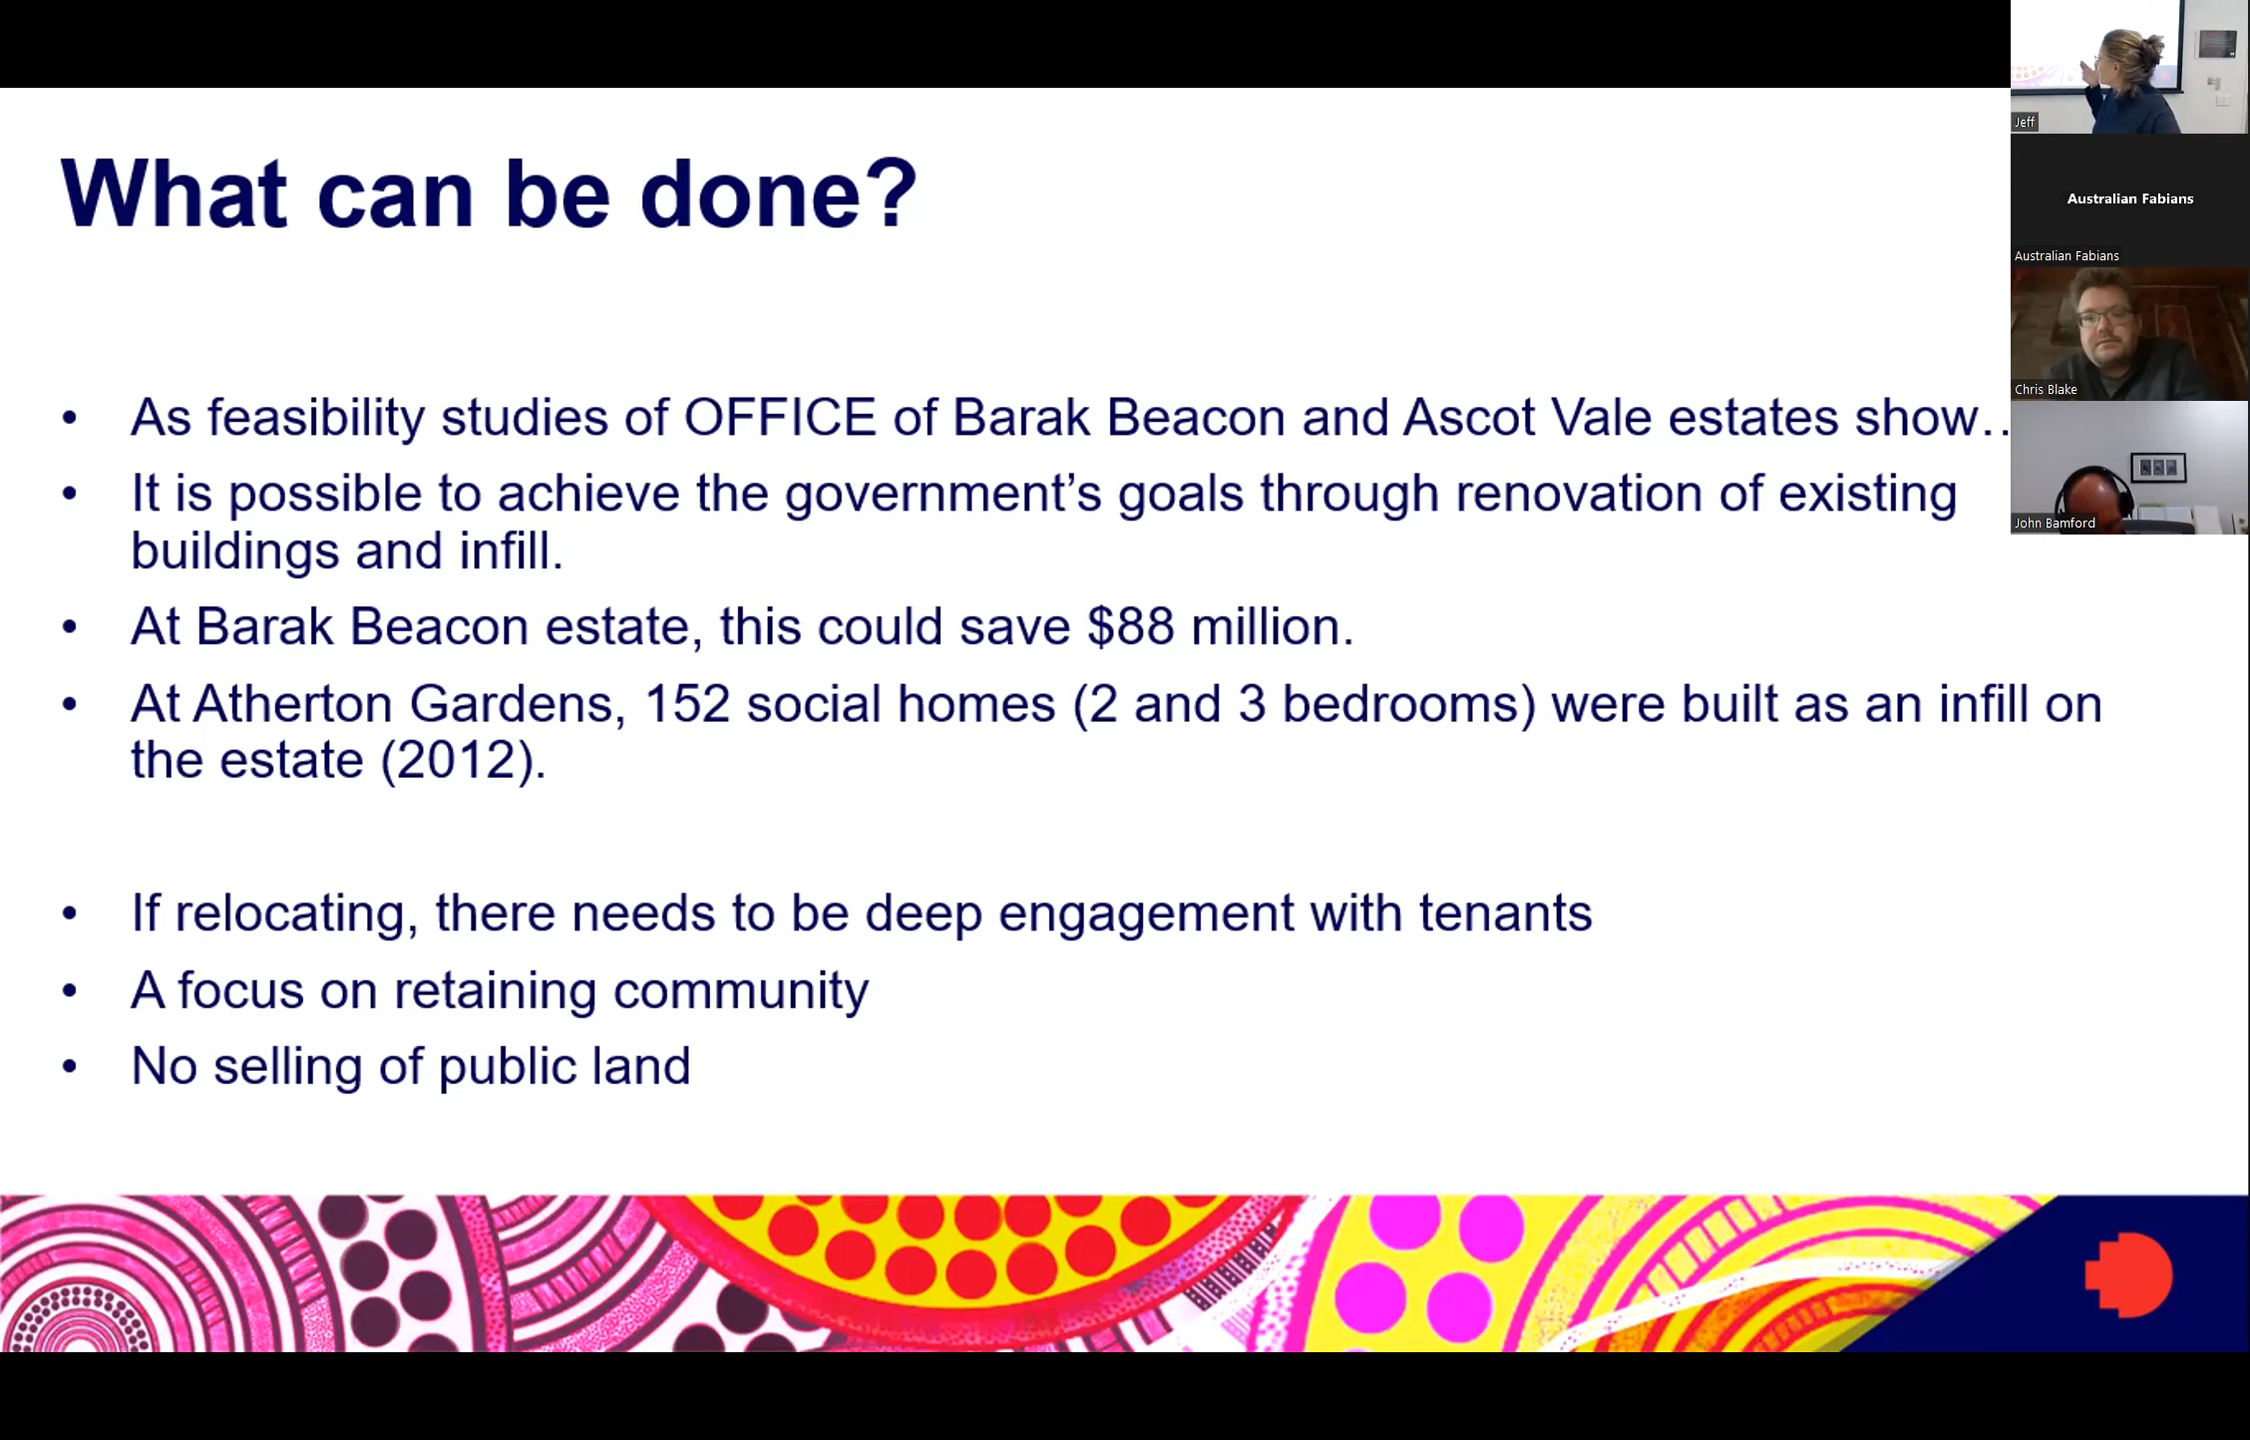 What can be done?
• As feasibility studies of OFFICE of Barak Beacon and Ascot Vale estates show..
• It is possible to achieve the government’s goals through renovation of existing
buildings and infill.
• At Barak Beacon estate, this could save $88 million.
• At Atherton Gardens, 152 social homes (2 and 3 bedrooms) were built as an infill on
the estate (2012).
• If relocating, there needs to be deep engagement with tenants
• A focus on retaining community
• No selling of public land
Jeff
Australian Fabians
Australian Fabians
Chris Blake
John Bamford